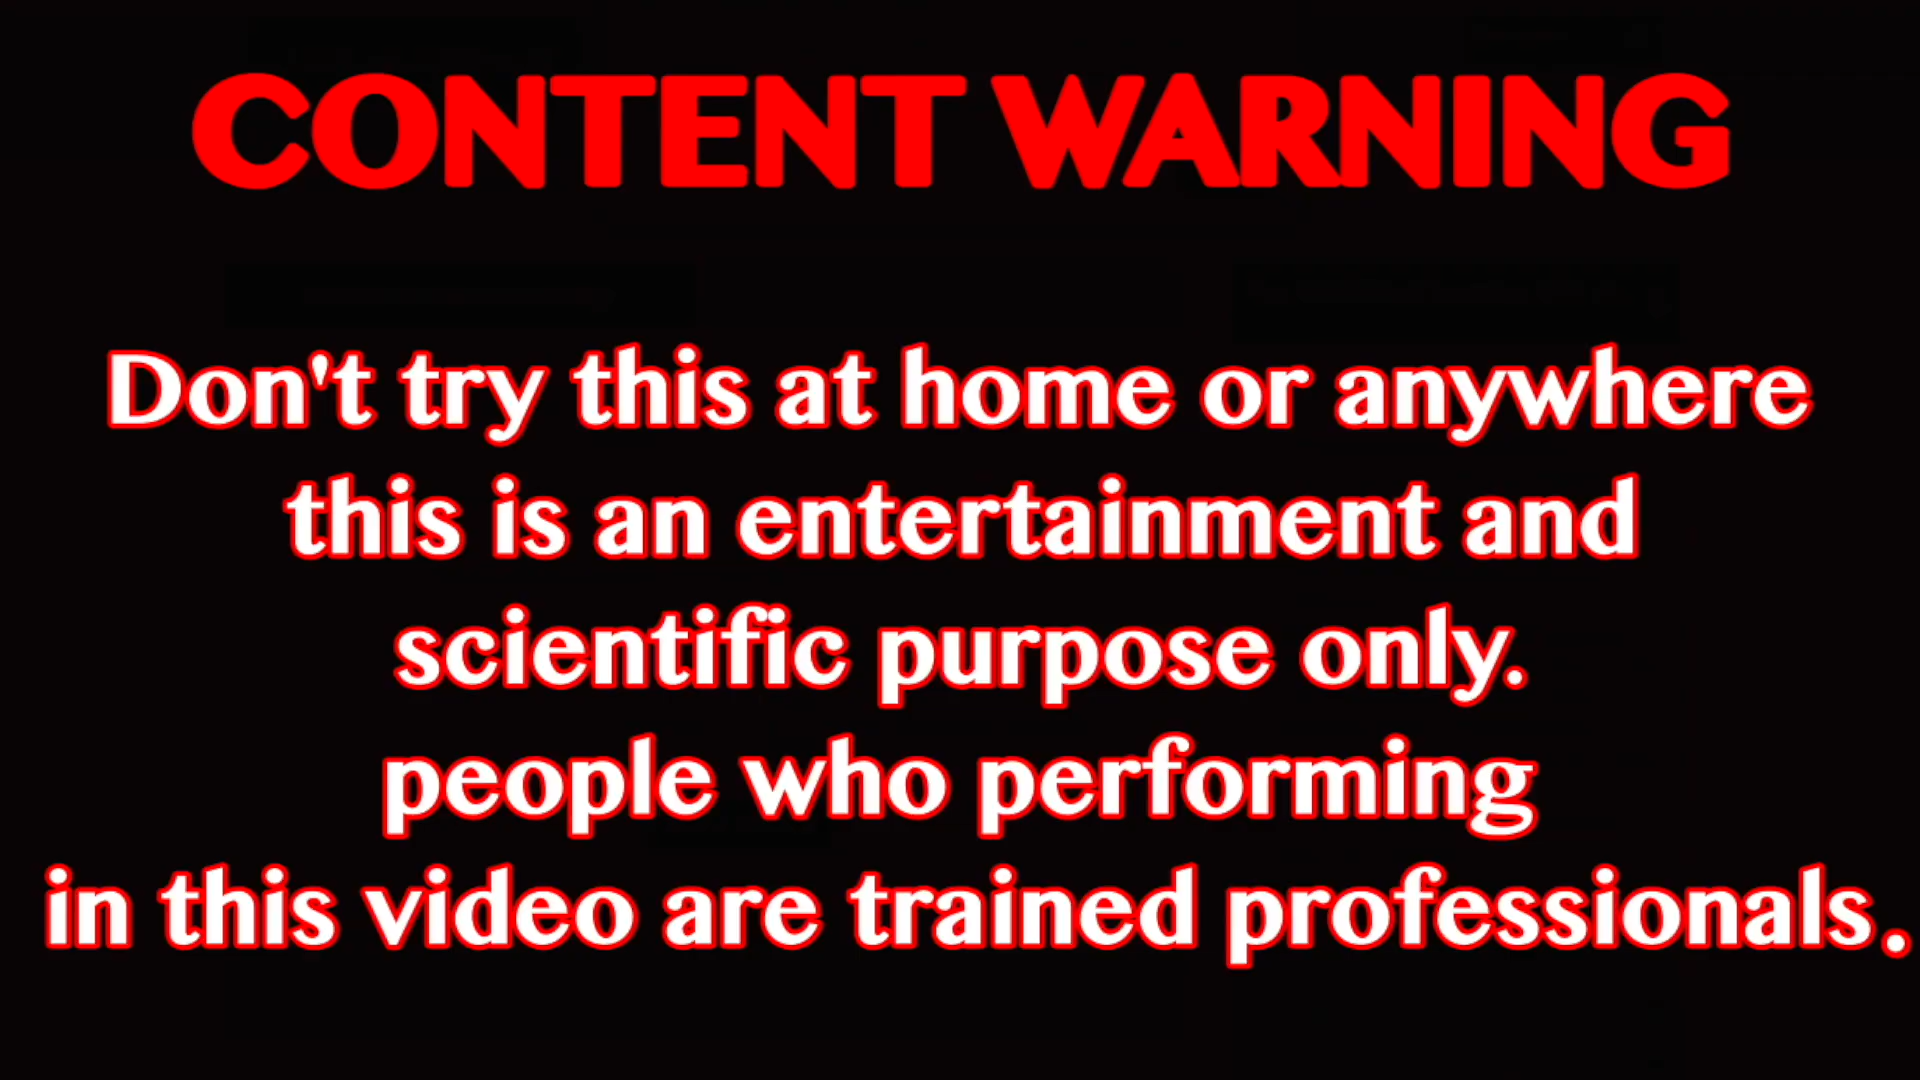 CONTENT WARNING
Don't try this at home or anywhere
this is an entertainment and
scientific purpose only.
people who performing
in this video are trained professionals.